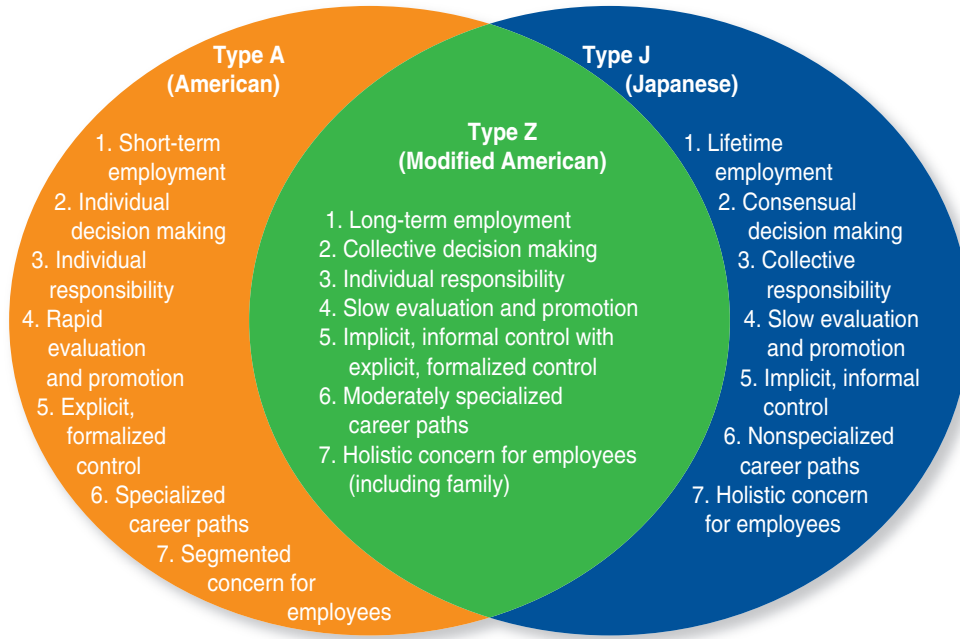 Type A
(American)
1. Short-term
employment
2. Individual
decision making
3. Individual
responsibility
4. Rapid
evaluation
and promotion
5. Explicit,
formalized
control
6. Specialized
career paths
7. Segmented
concern for
employees
Type Z
(Modified American)
1. Long-term employment
2. Collective decision making
3. Individual responsibility
4. Slow evaluation and promotion
5. Implicit, informal control with
explicit, formalized control
6. Moderately specialized
career paths
7. Holistic concern for employees
(including family)
Type J
(Japanese)
1. Lifetime
employment
2. Consensual
decision making
3. Collective
responsibility
4. Slow evaluation
and promotion
5. Implicit, informal
control
6. Nonspecialized
career paths
7. Holistic concern
for employees